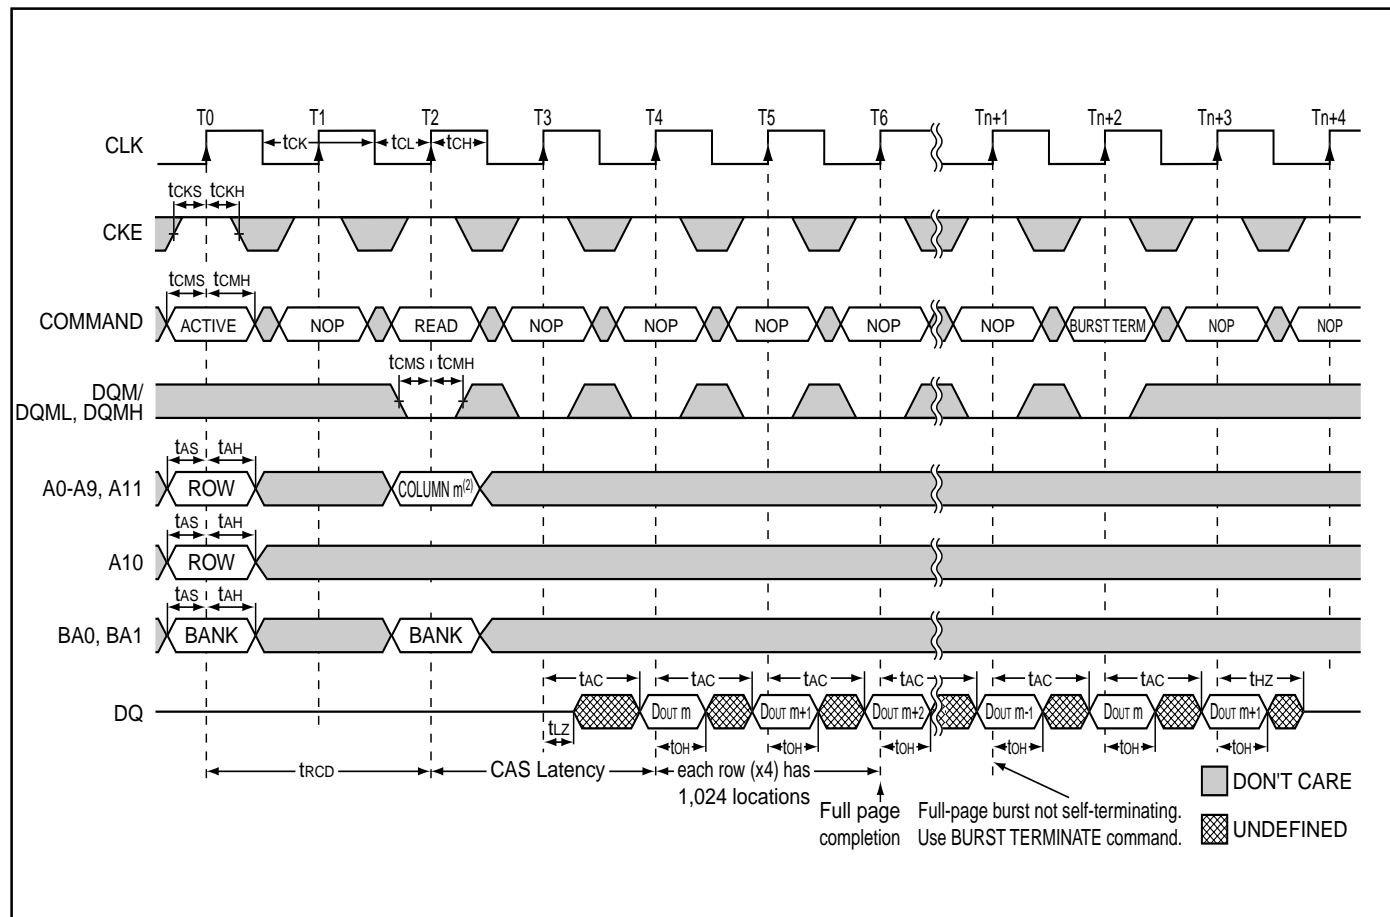 T0 T1 T2 T3 T4 T5 T6 Tn+1 Tn+2 Tn+3 Tn+4
CLK tCK tCL tCH
tCKS tCKH
CKE
tCMS tCMH
COMMAND ACTIVE NOP READ NOP NOP NOP NOP NOP BURST TERM NOP NOP
tCMS tCMH
DQM/
DQML, DQMH
tAS tAH
A0-A9, A11 ROW COLUMN m(2)
tAS tAH
A10 ROW
tAS tAH
BA0, BA1 BANK BANK
tAC tAC tAC tAC tAC tAC tHZ
DQ DOUT m DOUT m+1 DOUT m+2 DOUT m-1 DOUT m DOUT m+1
tLZ tOH tOH tOH tOH tOH tOH
tRCD CAS Latency each row (x4) has
1,024 locations
Full page
completion
Full-page burst not self-terminating.
Use BURST TERMINATE command.
DON'T CARE
UNDEFINED